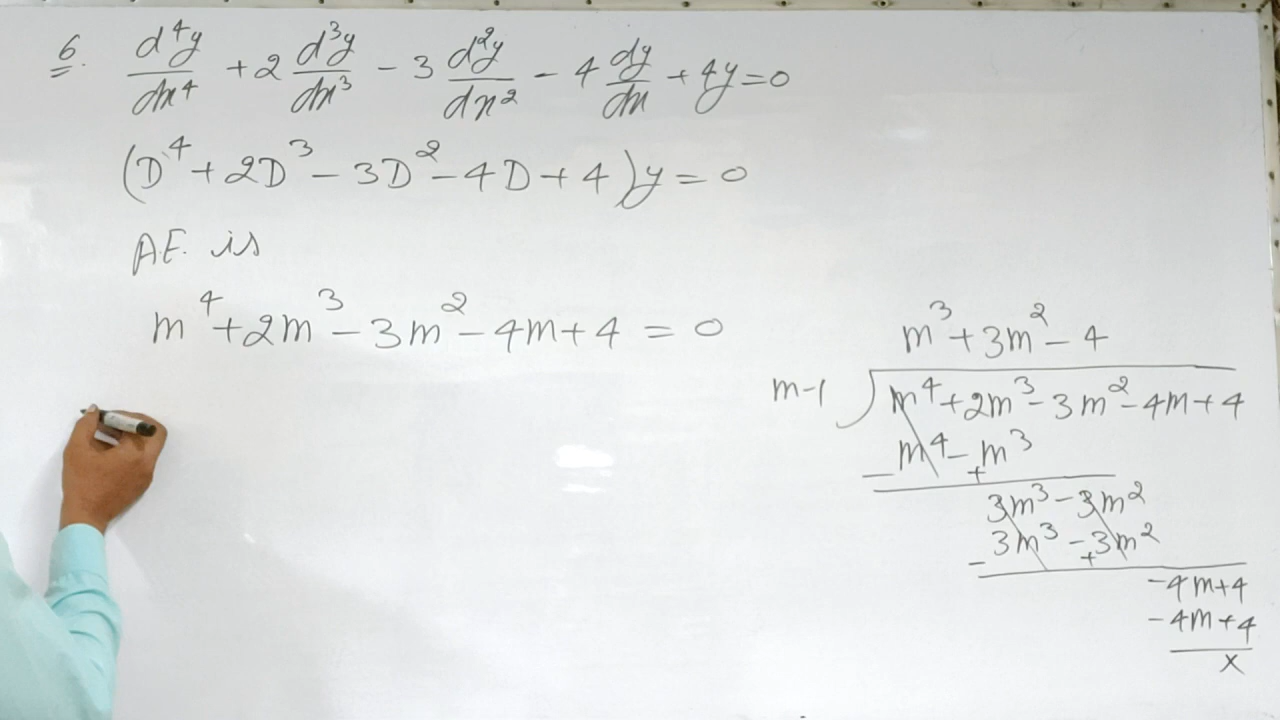 6. d⁴y/dx⁴ + 2 d³y/dx³ - 3 d²y/dx² - 4 dy/dx + 4y = 0
(D⁴ + 2D³ - 3D² - 4D + 4)y = 0
A.E. is
m⁴ + 2m³ - 3m² - 4m + 4 = 0
m³ + 3m² - 4
m-1 ) m⁴ + 2m³ - 3m² - 4m + 4
m⁴ - m³
- +
3m³ - 3m²
3m³ - 3m²
- +
-4m+4
-4m+4
x